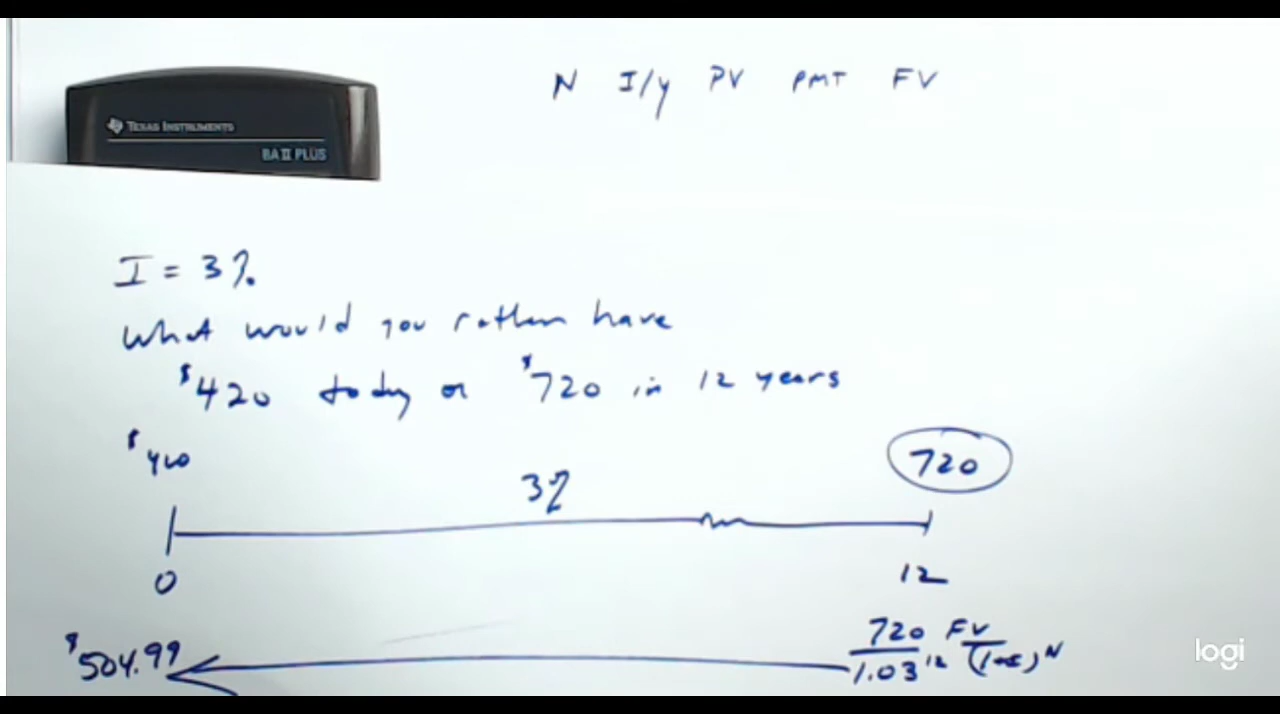 N I/y PV PMT FV
TEXAS INSTRUMENTS
BA II PLUS
I = 3%
What would you rather have
$420 today or $720 in 12 years
$420 720
3%
0 12
$504.99 720/1.03^12 FV/(1+I)^N
logi